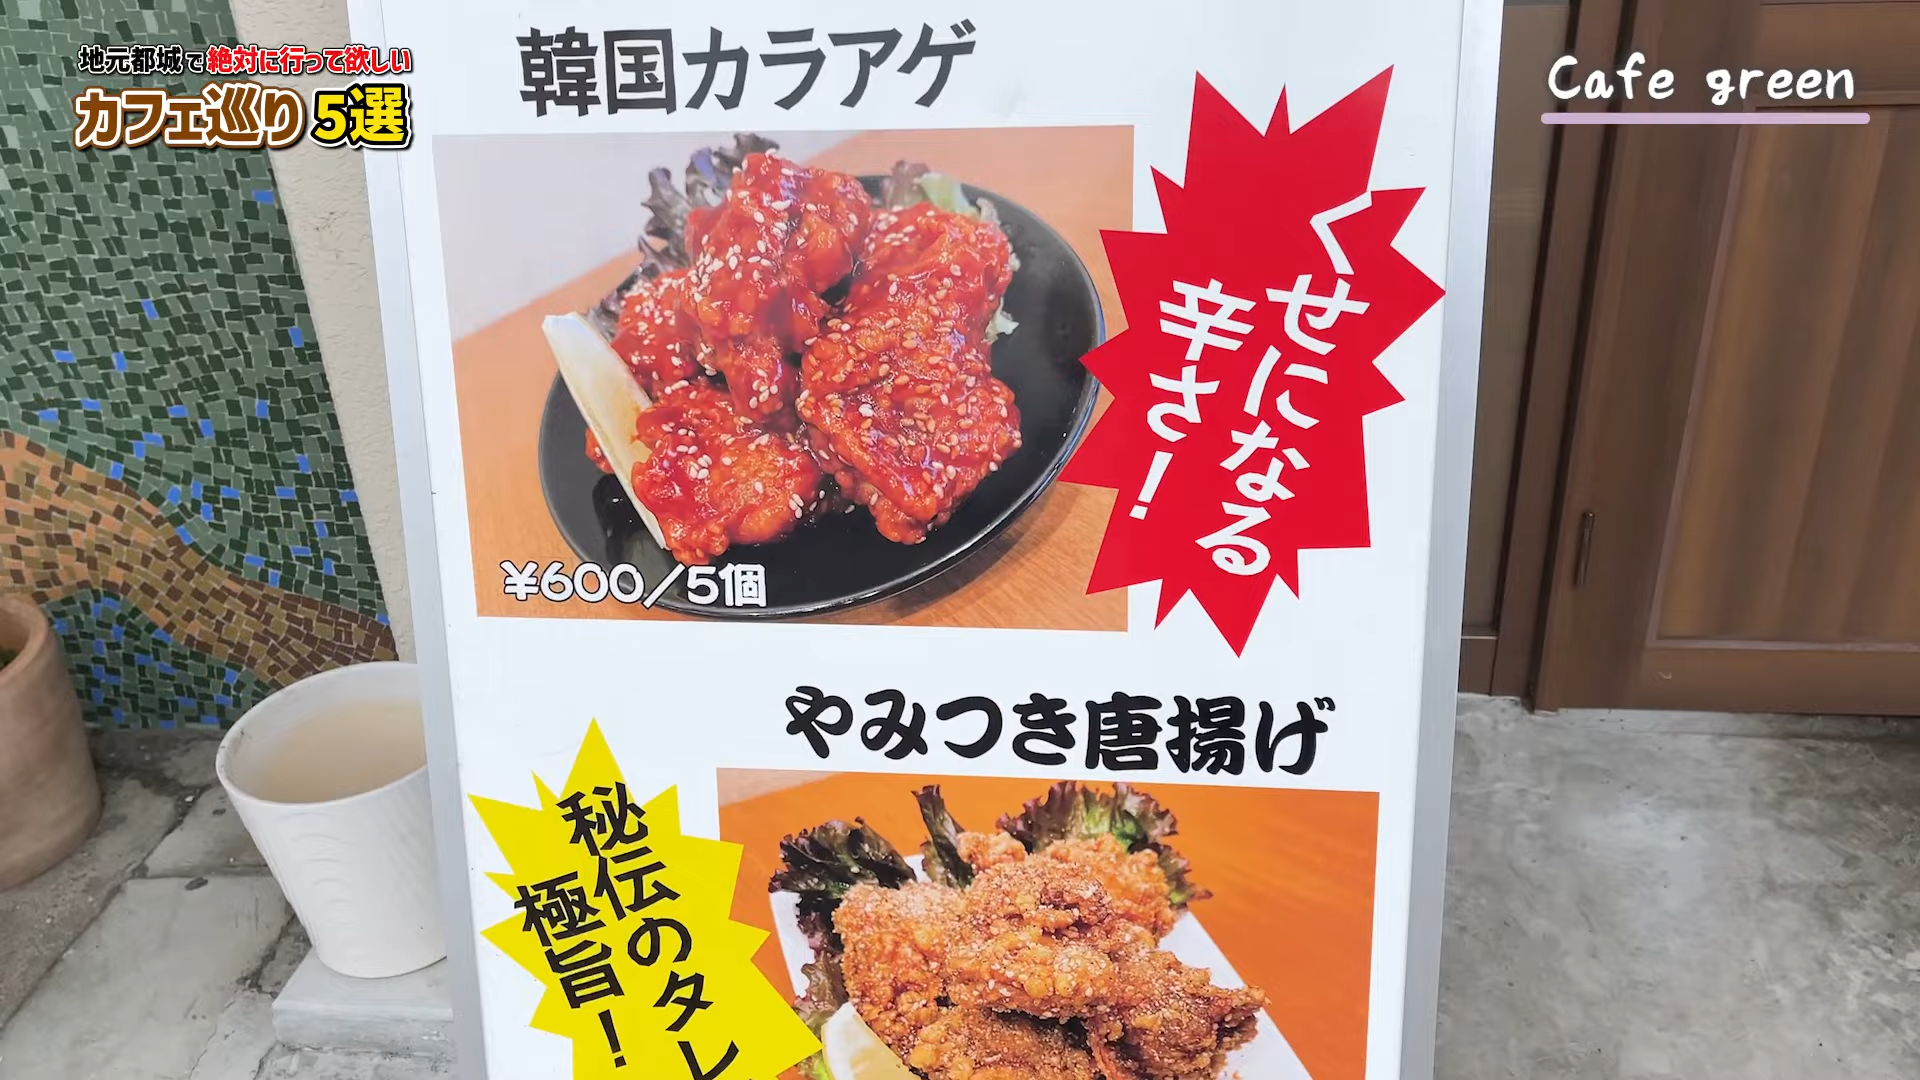 地元都城で絶対に行って欲しい
カフェ巡り5選
Cafe green
韓国カラアゲ
くせになる
辛さ！
¥600/5個
やみつき唐揚げ
秘伝のタレ
極旨！